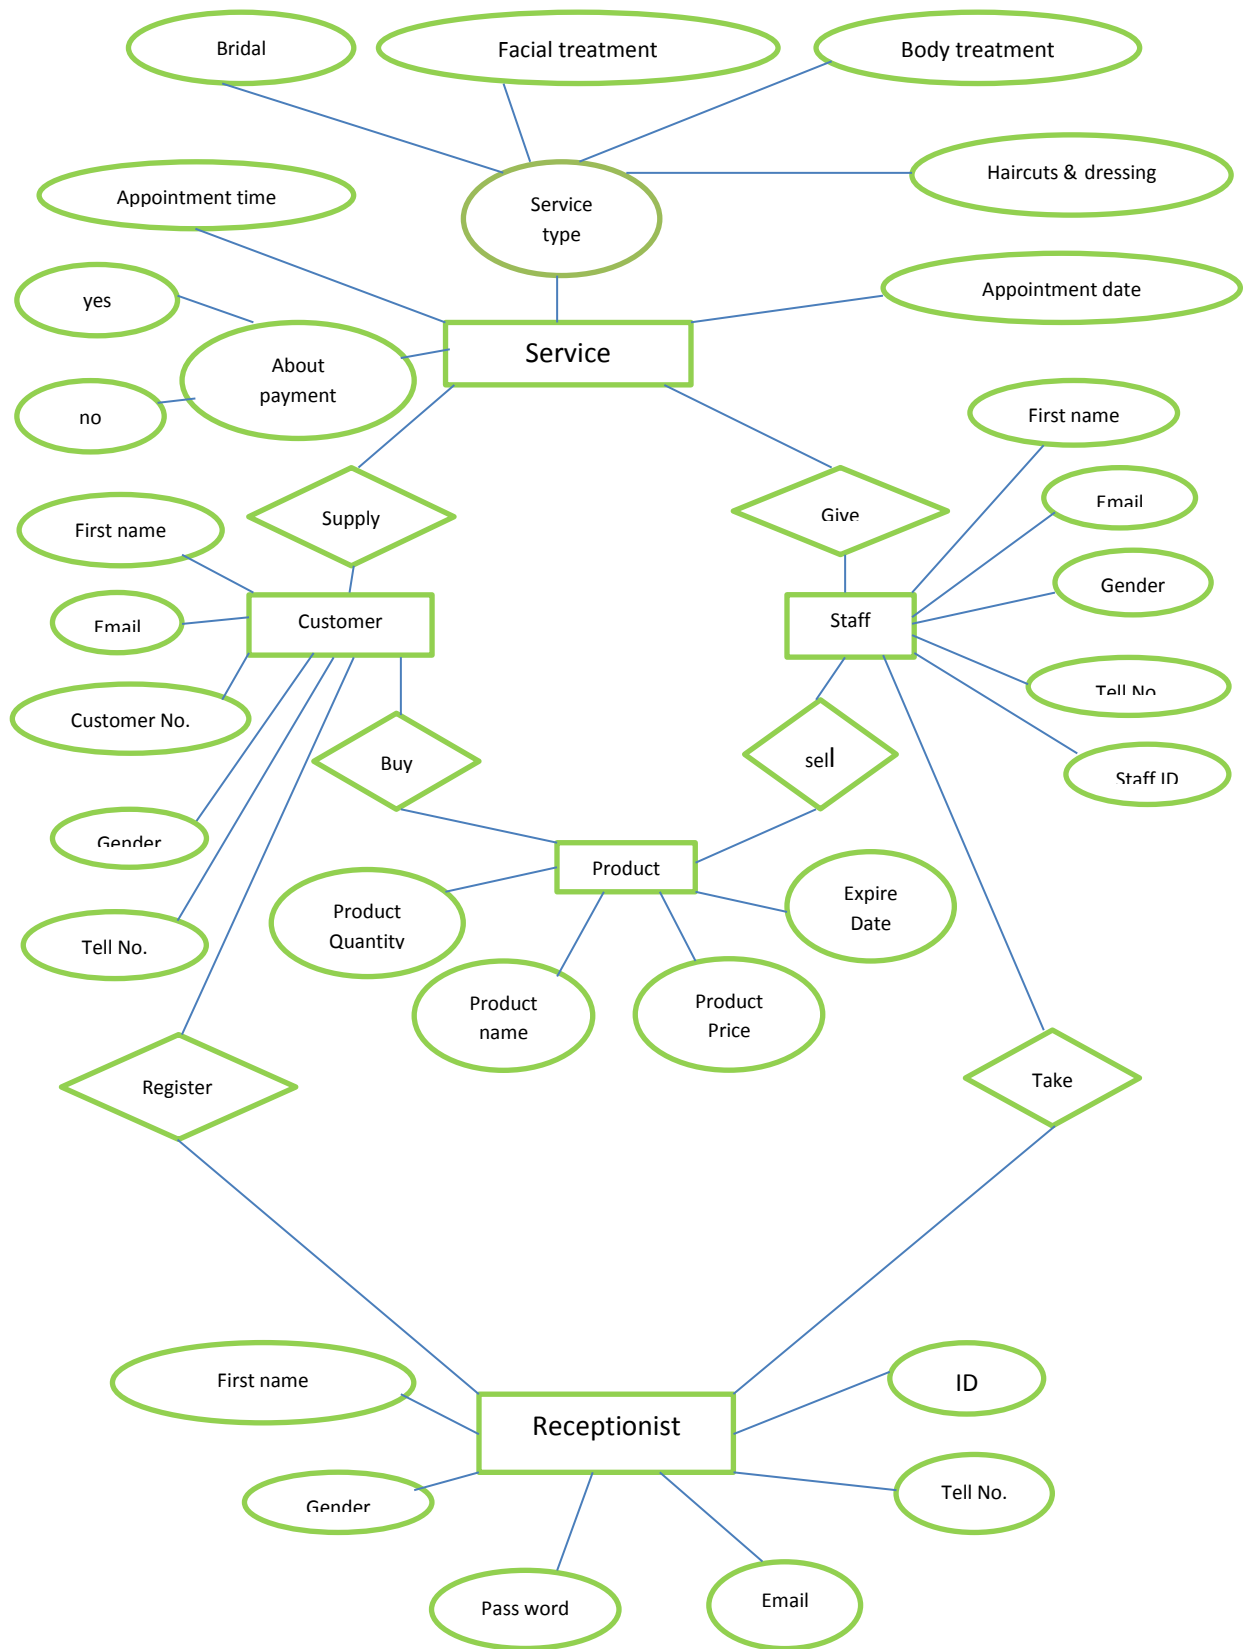 Bridal
Facial treatment
Body treatment
Haircuts & dressing
Appointment time
Service
type
yes
Appointment date
Service
About
payment
no
First name
Supply
Give
Email
First name
Gender
Email
Customer
Staff
Tell No.
Customer No.
Buy
sell
Staff ID
Gender
Product
Expire
Date
Product
Quantity
Tell No.
Product
name
Product
Price
Register
Take
First name
ID
Receptionist
Gender
Tell No.
Pass word
Email